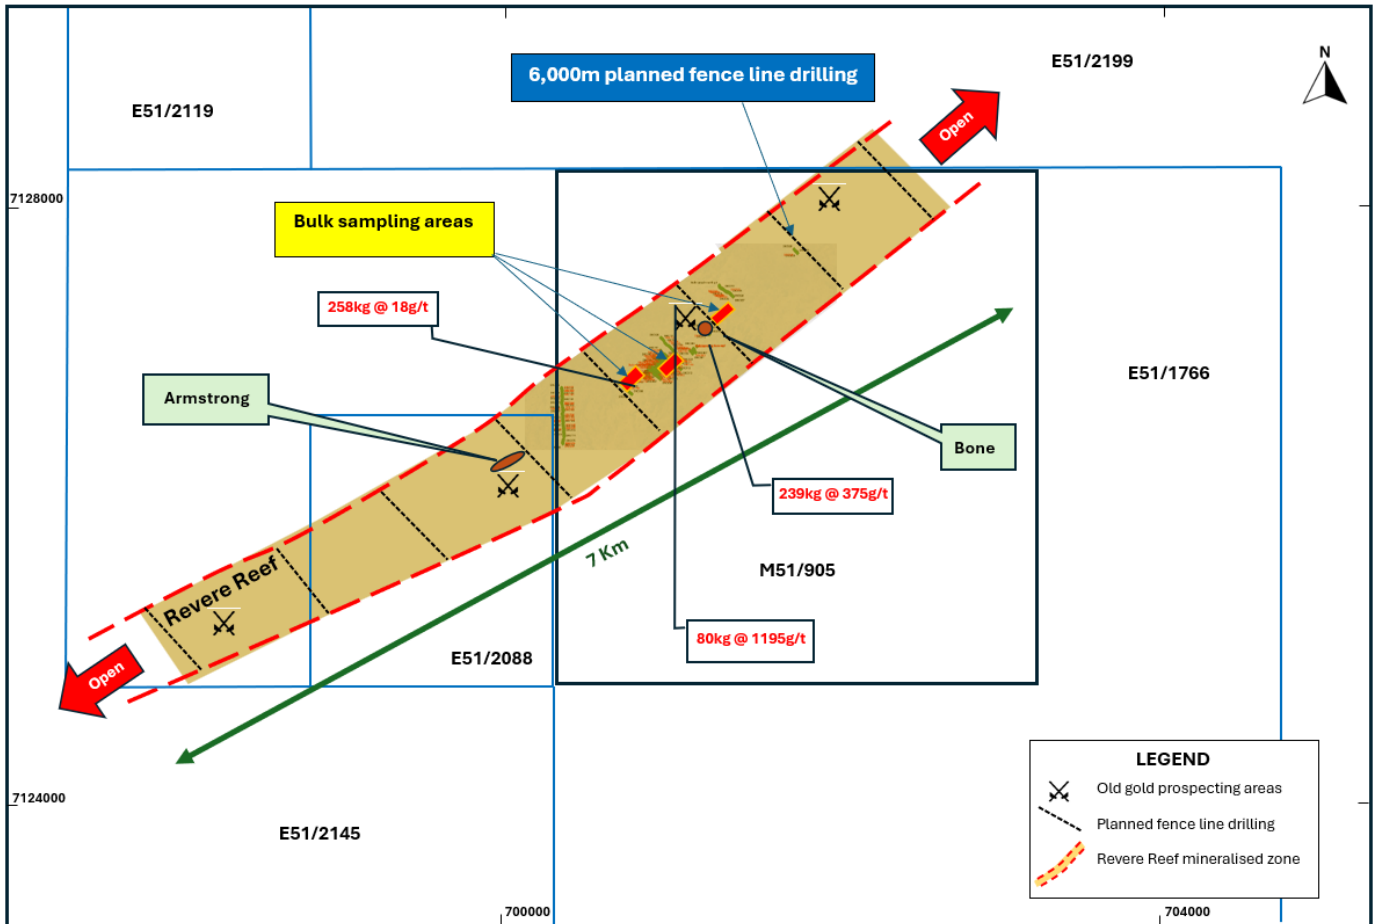 E51/2199
N
6,000m planned fence line drilling
E51/2119
Open
7128000
Bulk sampling areas
258kg @ 18g/t
E51/1766
Armstrong
Bone
239kg @ 375g/t
7 Km
M51/905
Revere Reef
80kg @ 1195g/t
E51/2088
Open
LEGEND
Old gold prospecting areas
7124000
Planned fence line drilling
E51/2145
Revere Reef mineralised zone
700000
704000